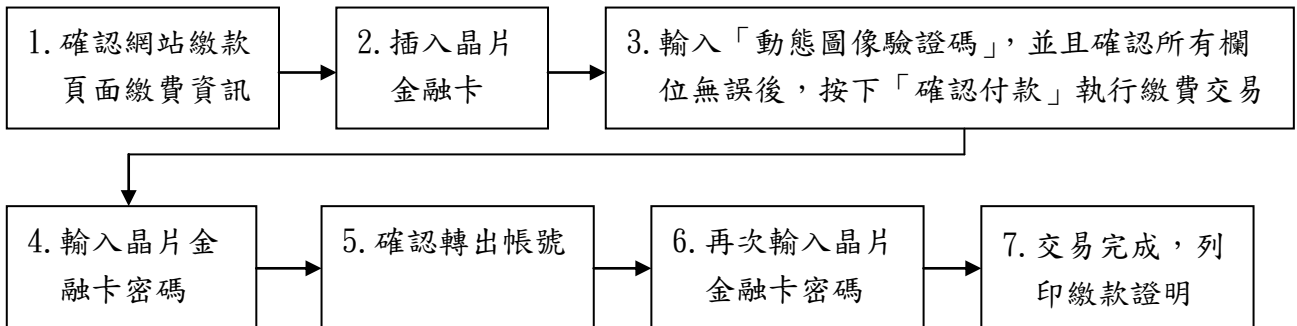 1.確認網站繳款
頁面繳費資訊
2.插入晶片
金融卡
3.輸入「動態圖像驗證碼」，並且確認所有欄
位無誤後，按下「確認付款」執行繳費交易
4.輸入晶片金
融卡密碼
5.確認轉出帳號
6.再次輸入晶片
金融卡密碼
7.交易完成，列
印繳款證明